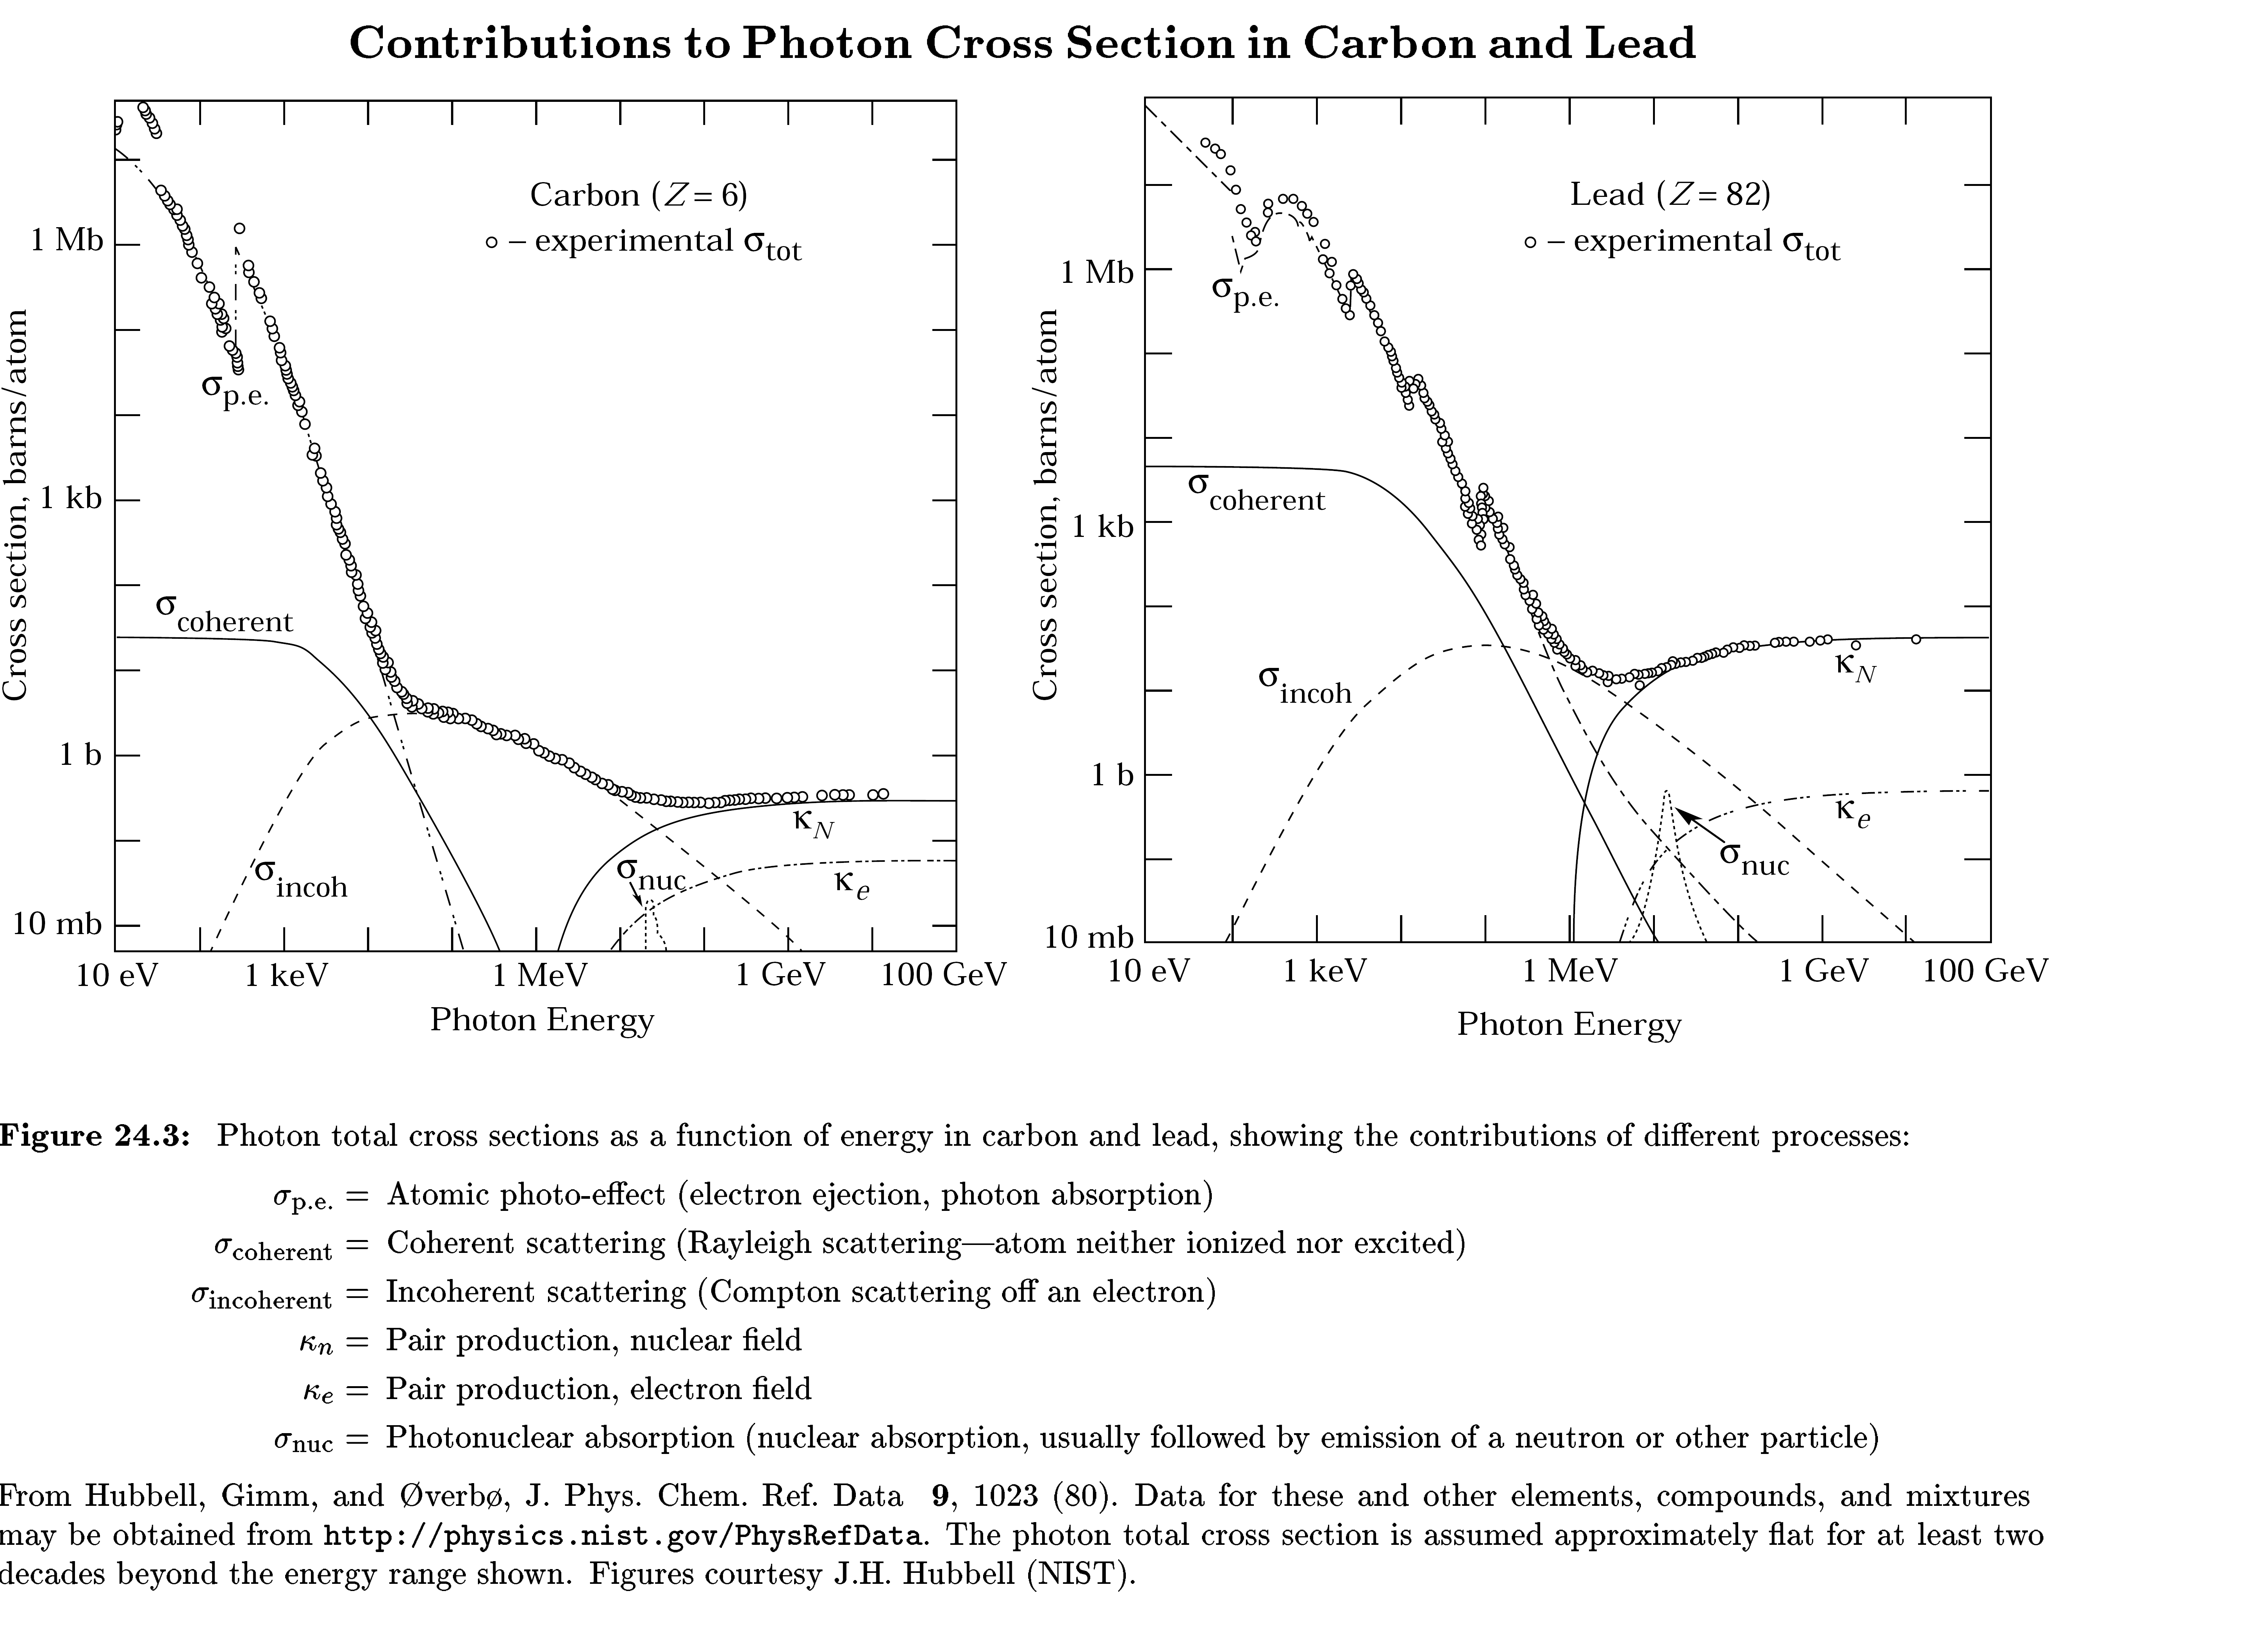 Contributions to Photon Cross Section in Carbon and Lead
Cross section, barns/atom
1 Mb
1 kb
1 b
10 mb
Carbon (Z = 6)
○ – experimental σtot
σp.e.
σcoherent
σincoh
σnuc
κN
κe
10 eV 1 keV 1 MeV 1 GeV 100 GeV
Photon Energy
Cross section, barns/atom
1 Mb
1 kb
1 b
10 mb
Lead (Z = 82)
○ – experimental σtot
σp.e.
σcoherent
σincoh
κN
κe
σnuc
10 eV 1 keV 1 MeV 1 GeV 100 GeV
Photon Energy
Figure 24.3: Photon total cross sections as a function of energy in carbon and lead, showing the contributions of different processes:
σp.e. = Atomic photo-effect (electron ejection, photon absorption)
σcoherent = Coherent scattering (Rayleigh scattering—atom neither ionized nor excited)
σincoherent = Incoherent scattering (Compton scattering off an electron)
κn = Pair production, nuclear field
κe = Pair production, electron field
σnuc = Photonuclear absorption (nuclear absorption, usually followed by emission of a neutron or other particle)
From Hubbell, Gimm, and Øverbø, J. Phys. Chem. Ref. Data 9, 1023 (80). Data for these and other elements, compounds, and mixtures
may be obtained from http://physics.nist.gov/PhysRefData. The photon total cross section is assumed approximately flat for at least two
decades beyond the energy range shown. Figures courtesy J.H. Hubbell (NIST).